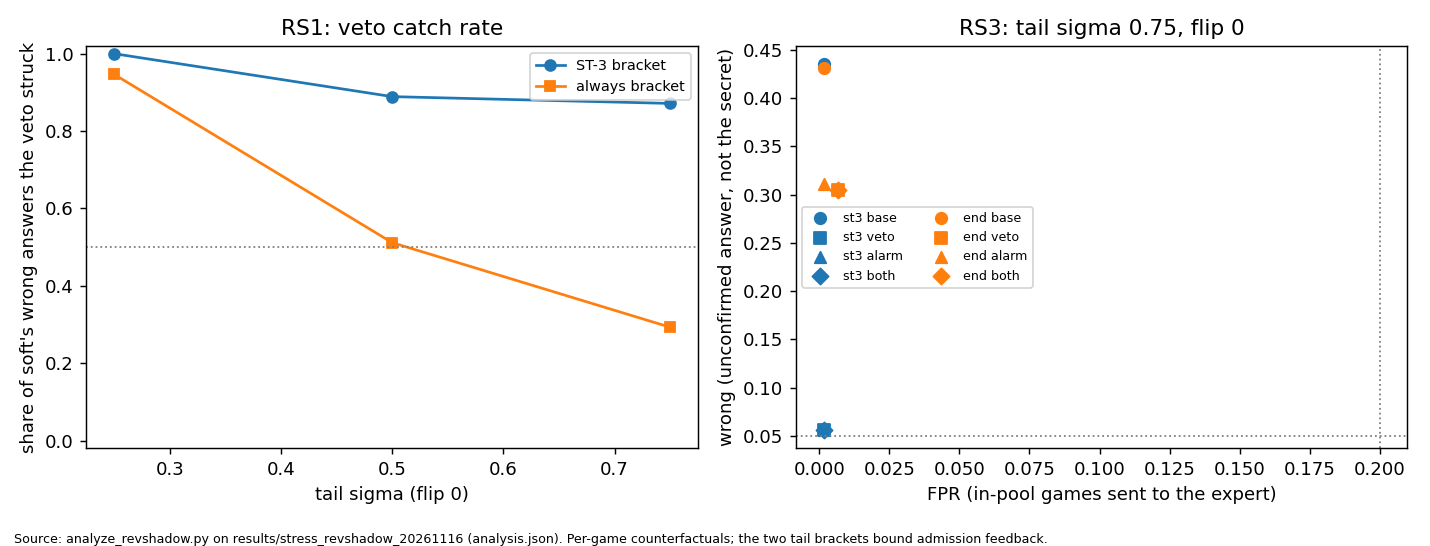 RS1: veto catch rate
share of soft's wrong answers the veto struck
1.0
0.8
0.6
0.4
0.2
0.0
ST-3 bracket
always bracket
0.3
0.4
0.5
0.6
0.7
tail sigma (flip 0)
RS3: tail sigma 0.75, flip 0
wrong (unconfirmed answer, not the secret)
0.45
0.40
0.35
0.30
0.25
0.20
0.15
0.10
0.05
st3 base
st3 veto
st3 alarm
st3 both
end base
end veto
end alarm
end both
0.000
0.025
0.050
0.075
0.100
0.125
0.150
0.175
0.200
FPR (in-pool games sent to the expert)
Source: analyze_revshadow.py on results/stress_revshadow_20261116 (analysis.json). Per-game counterfactuals; the two tail brackets bound admission feedback.